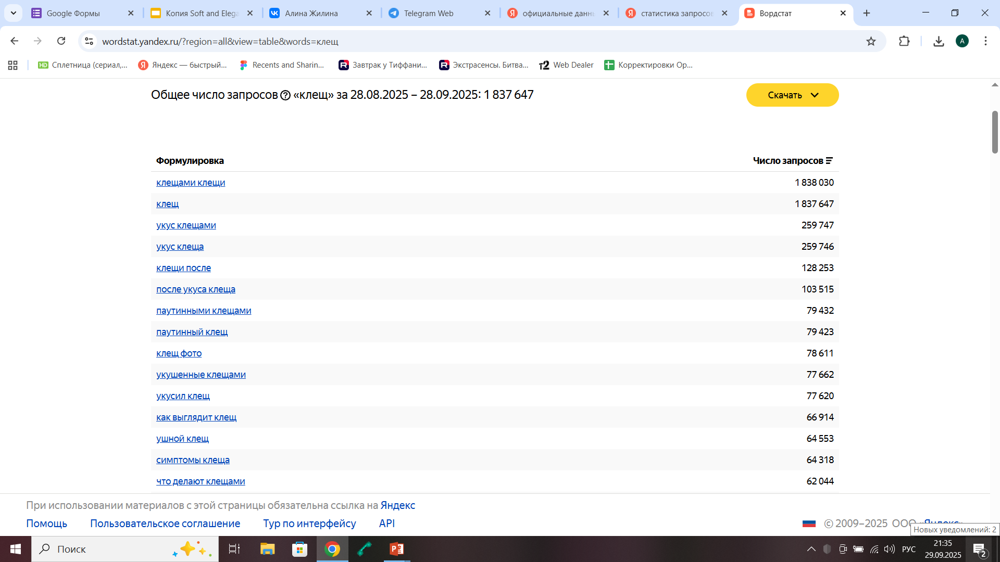 Google Формы
Копия Soft and Elega
Алина Жилина
Telegram Web
официальные данн
статистика запросов
Вордстат
wordstat.yandex.ru/?region=all&view=table&words=клещ
A
Сплетница (сериал,...
Яндекс — быстрый...
Recents and Sharin...
Завтрак у Тиффани...
Экстрасенсы. Битва...
Web Dealer
Корректировки Ор...
Общее число запросов «клещ» за 28.08.2025 – 28.09.2025: 1 837 647
Скачать
Формулировка Число запросов
клещами клещи 1 838 030
клещ 1 837 647
укус клещами 259 747
укус клеща 259 746
клещи после 128 253
после укуса клеща 103 515
паутинными клещами 79 432
паутинный клещ 79 423
клещ фото 78 611
укушенные клещами 77 662
укусил клещ 77 620
как выглядит клещ 66 914
ушной клещ 64 553
симптомы клеща 64 318
что делают клещами 62 044
При использовании материалов с этой страницы обязательна ссылка на Яндекс
Помощь Пользовательское соглашение Тур по интерфейсу API
© 2009–2025 ООО «Яндекс»
Новых уведомлений: 2
Поиск
РУС
21:35
29.09.2025
2